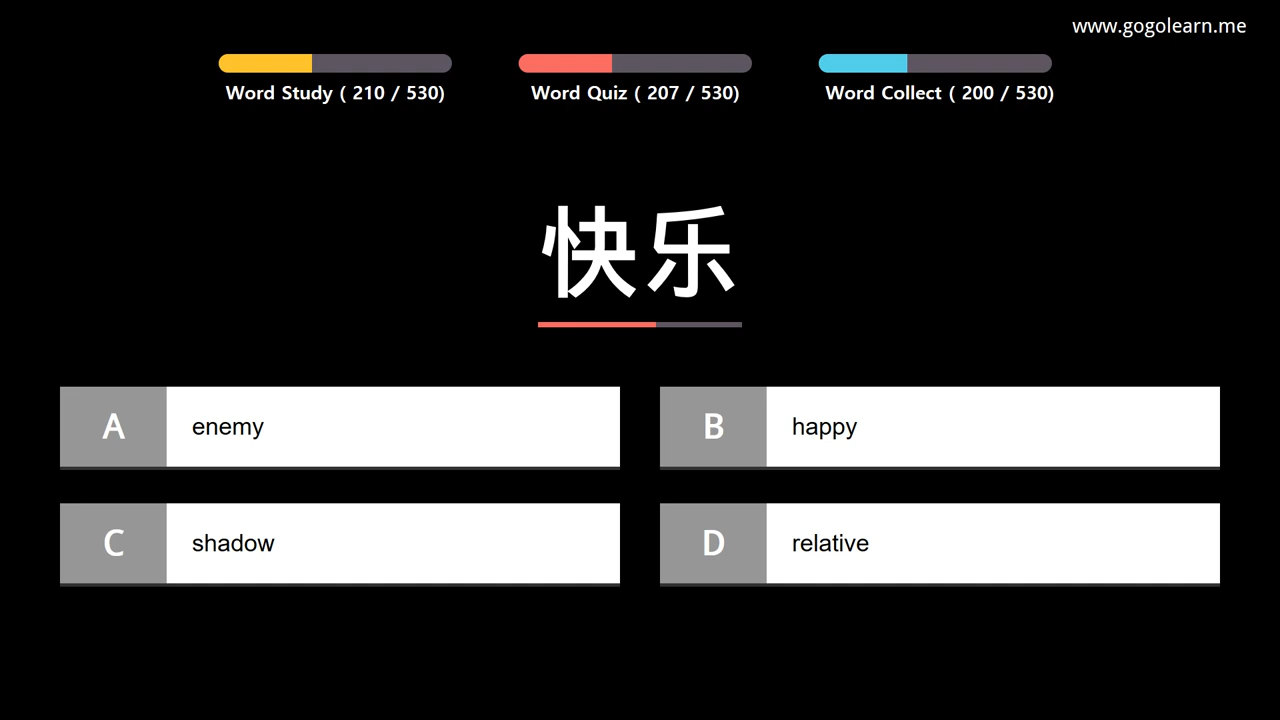 www.gogolearn.me
Word Study ( 210 / 530)
Word Quiz ( 207 / 530)
Word Collect ( 200 / 530)
快乐
A enemy
B happy
C shadow
D relative